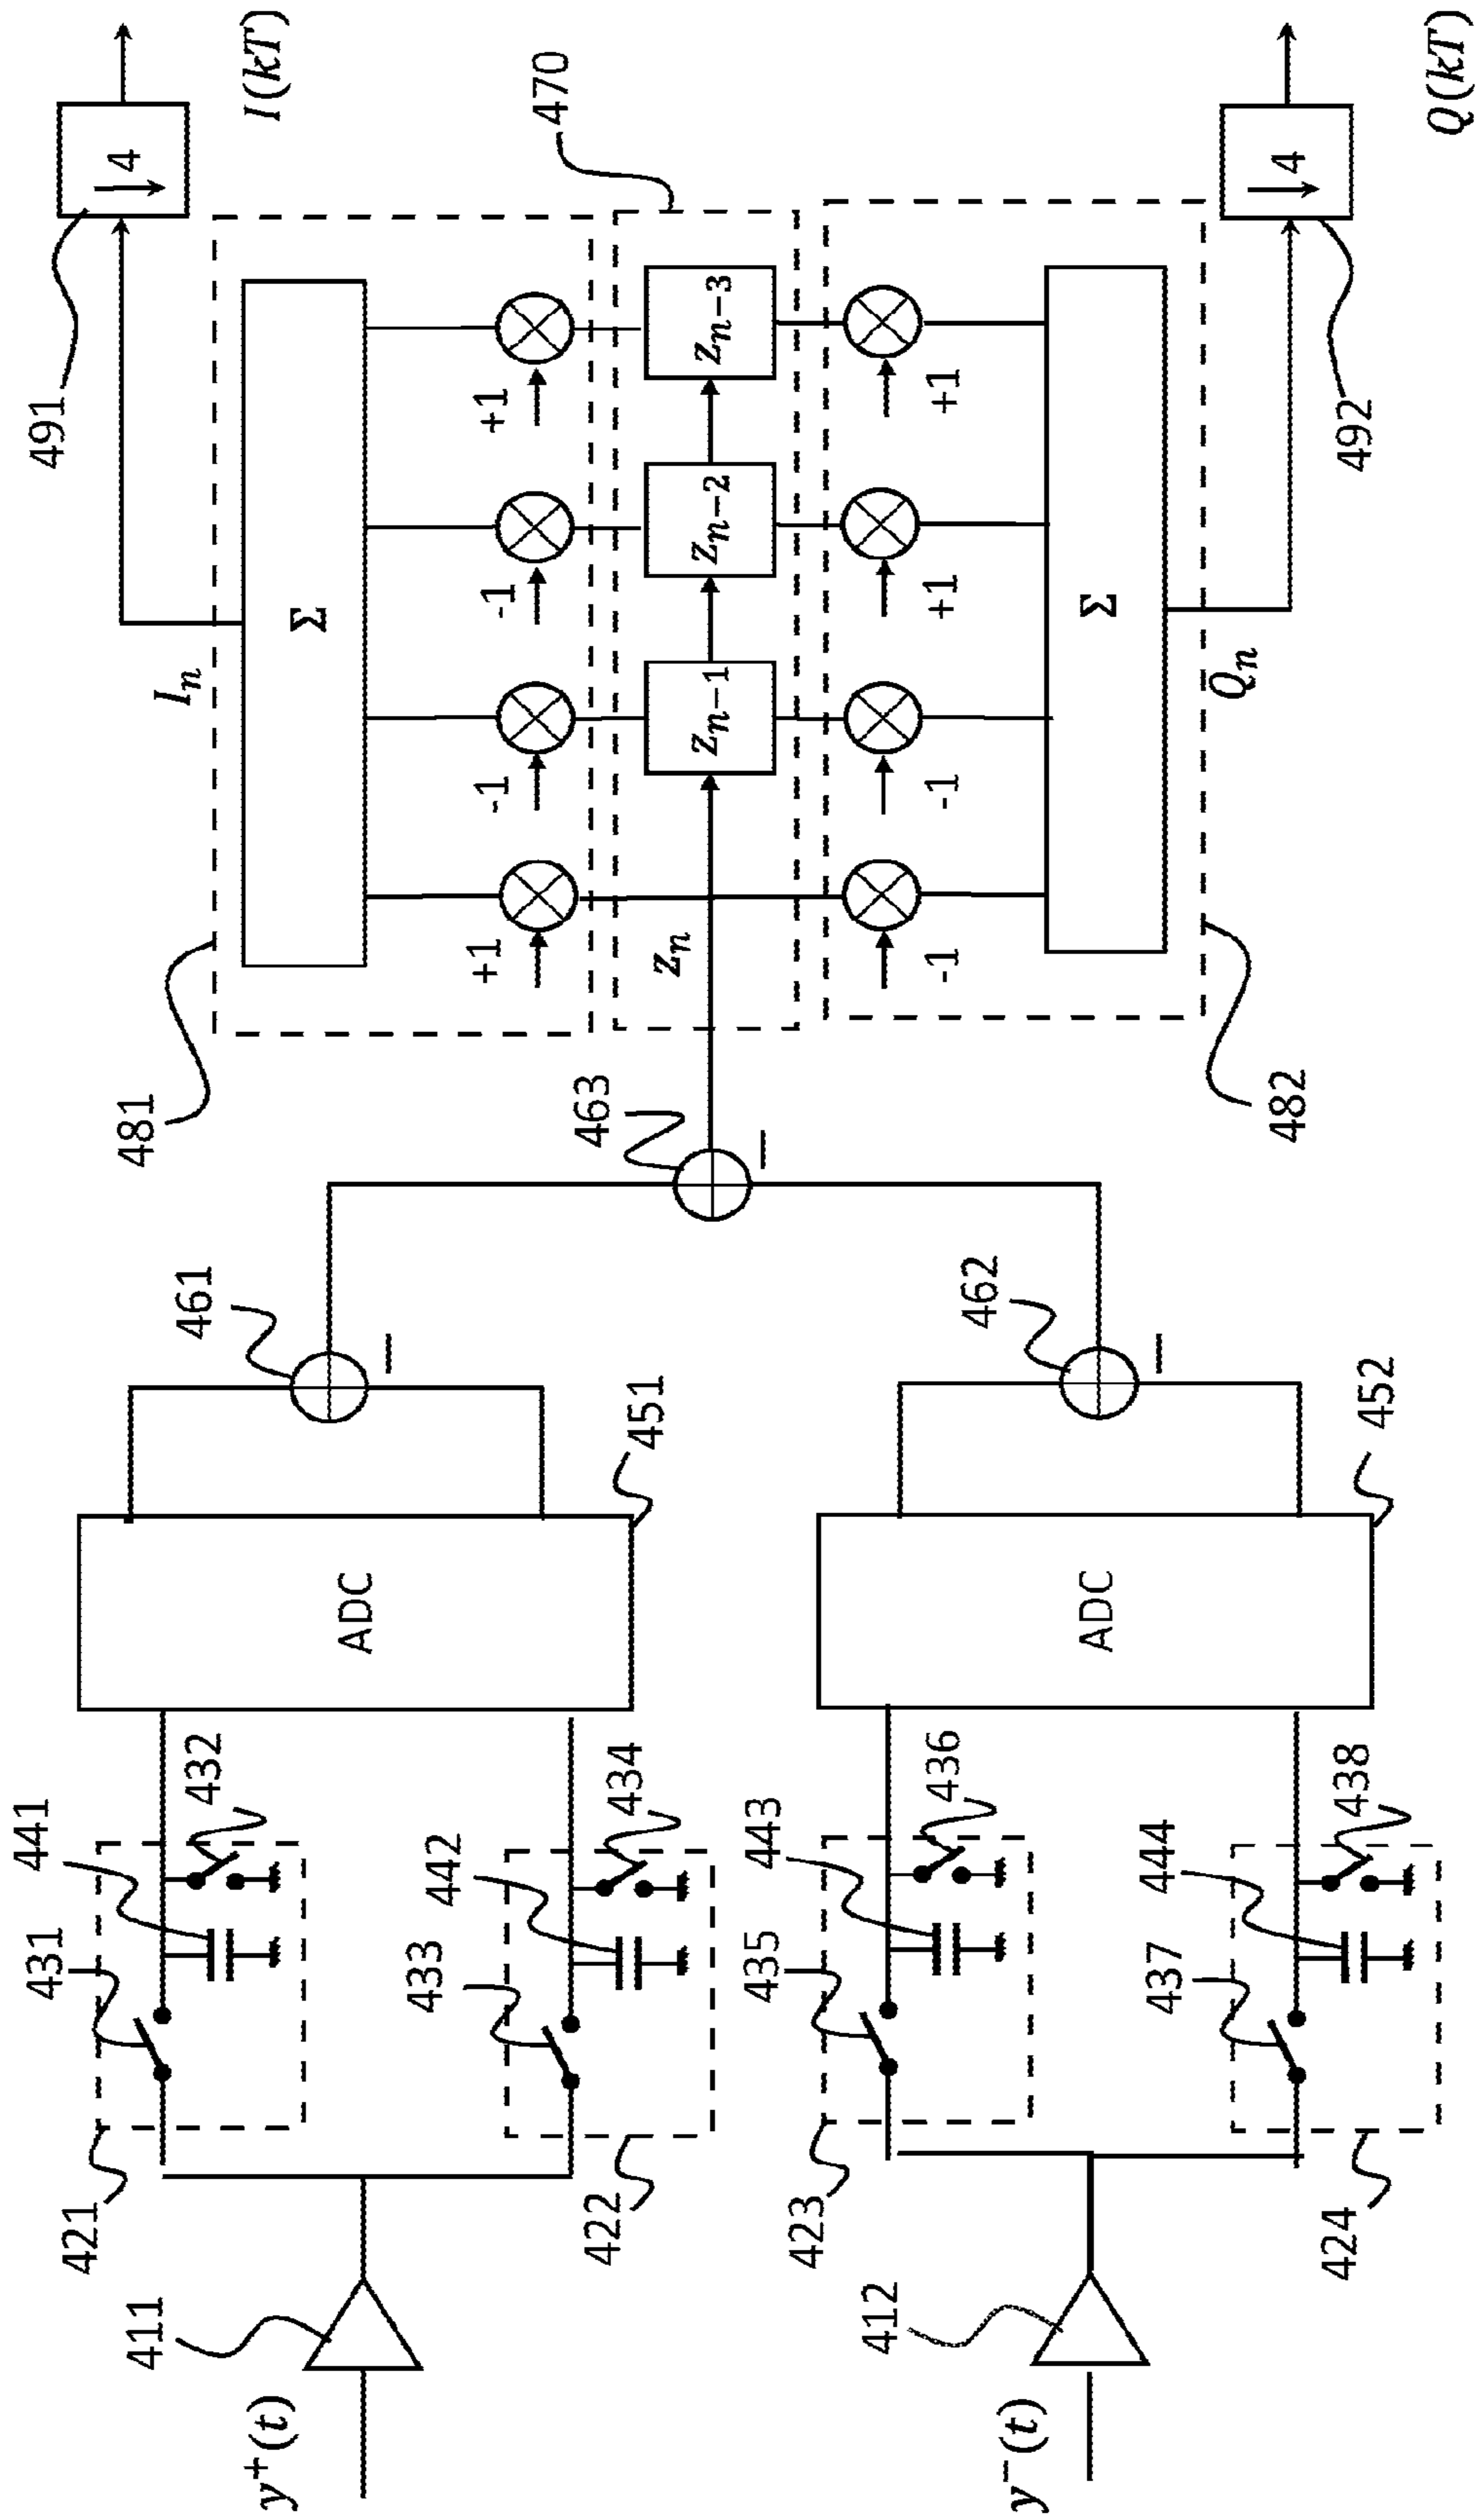 491
I(kT)
↓ 4
481
I_n
Σ
+1
-1
-1
+1
470
z_n
z_{n-1}
z_{n-2}
z_{n-3}
-1
-1
+1
+1
Σ
482
Q_n
↓ 4
492
Q(kT)
y⁺(t)
411
421
431
441
432
422
433
442
434
ADC
451
461
463
y⁻(t)
412
423
435
443
436
424
437
444
438
ADC
452
462